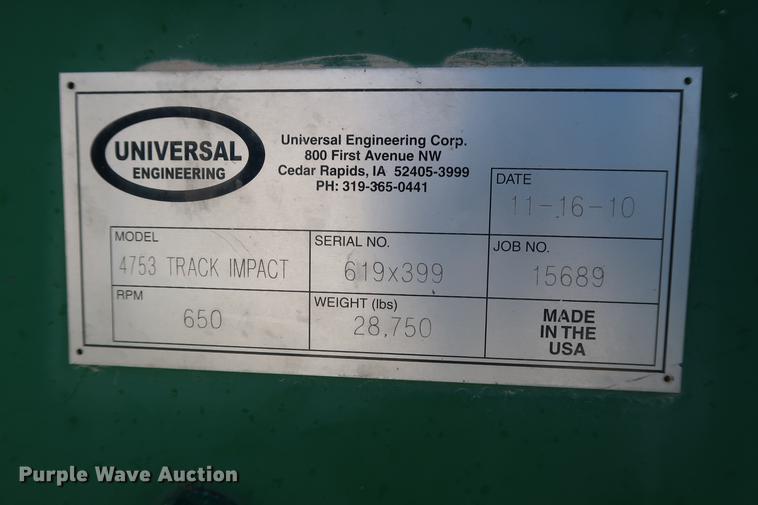 UNIVERSAL
ENGINEERING
Universal Engineering Corp.
800 First Avenue NW
Cedar Rapids, IA 52405-3999
PH: 319-365-0441
DATE
11-16-10
MODEL
4753 TRACK IMPACT
SERIAL NO.
619x399
JOB NO.
15689
RPM
650
WEIGHT (lbs)
28,750
MADE
IN THE
USA
Purple Wave Auction